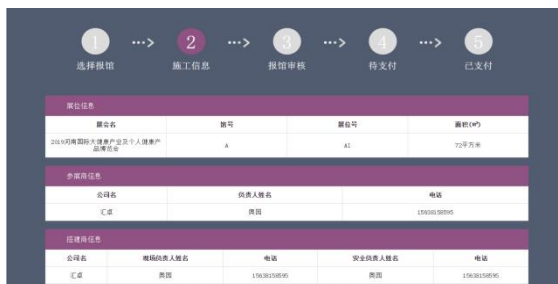 1 ···> 2 ···> 3 ···> 4 ···> 5
选择报馆 施工信息 报馆审核 待支付 已支付
展位信息
展会名 馆号 展位号 面积(m²)
2019河南国际大健康产业及个人健康产
品博览会 A A1 72平方米
参展商信息
公司名 负责人姓名 电话
汇卓 贾园 15638158595
搭建商信息
公司名 现场负责人姓名 电话 安全负责人姓名 电话
汇卓 贾园 15638158595 贾园 15638158595